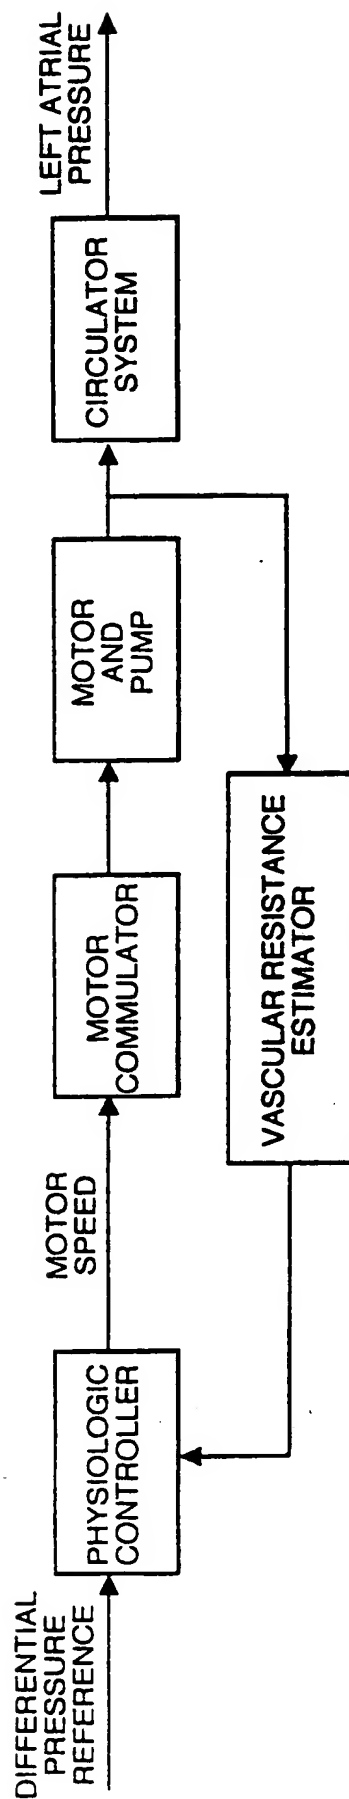 DIFFERENTIAL
PRESSURE
REFERENCE
PHYSIOLOGIC
CONTROLLER
MOTOR
SPEED
MOTOR
COMMULATOR
MOTOR
AND
PUMP
CIRCULATOR
SYSTEM
LEFT ATRIAL
PRESSURE
VASCULAR RESISTANCE
ESTIMATOR